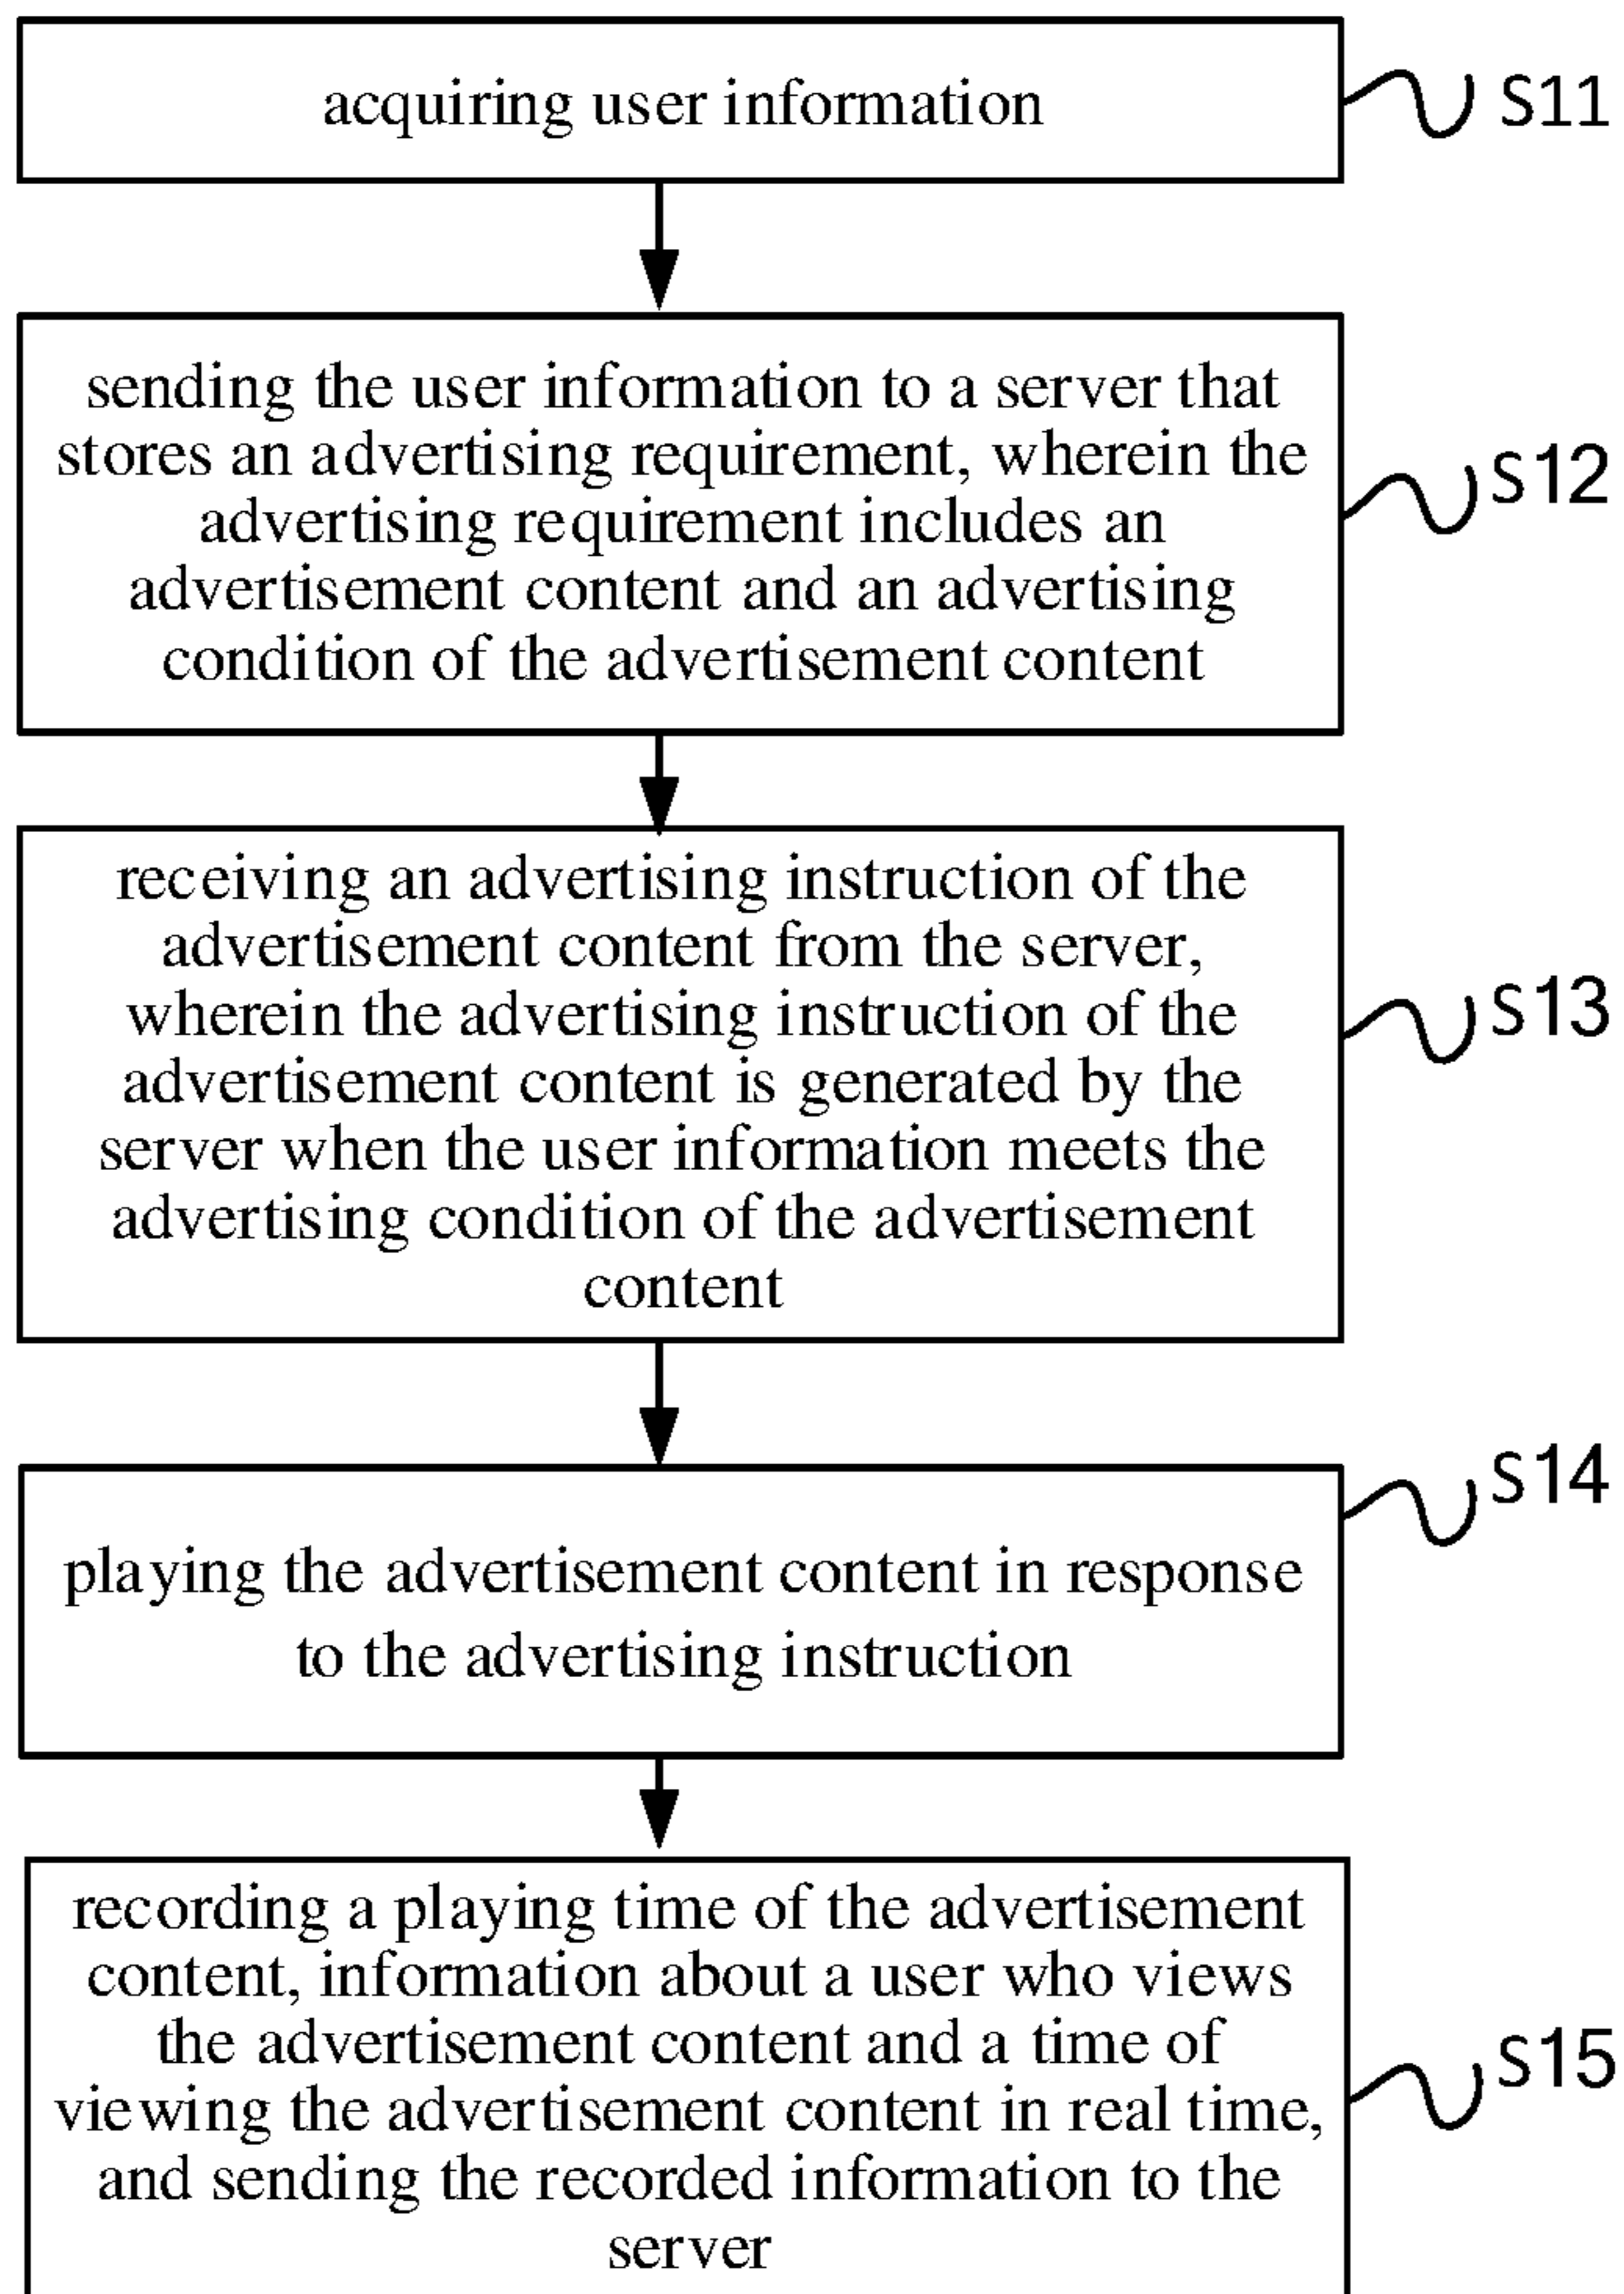 acquiring user information
S11
sending the user information to a server that
stores an advertising requirement, wherein the
advertising requirement includes an
advertisement content and an advertising
condition of the advertisement content
S12
receiving an advertising instruction of the
advertisement content from the server,
wherein the advertising instruction of the
advertisement content is generated by the
server when the user information meets the
advertising condition of the advertisement
content
S13
playing the advertisement content in response
to the advertising instruction
S14
recording a playing time of the advertisement
content, information about a user who views
the advertisement content and a time of
viewing the advertisement content in real time,
and sending the recorded information to the
server
S15